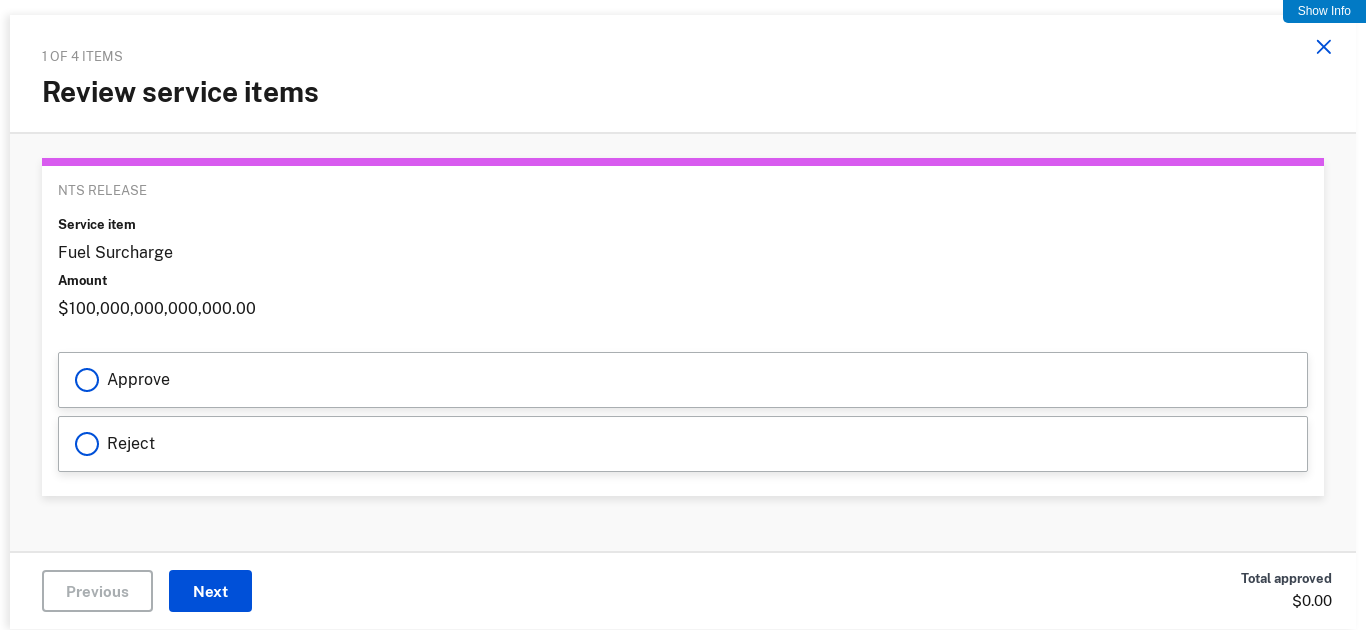 Show Info
1 OF 4 ITEMS
Review service items
NTS RELEASE
Service item
Fuel Surcharge
Amount
$100,000,000,000,000.00
Approve
Reject
Previous
Next
Total approved
$0.00